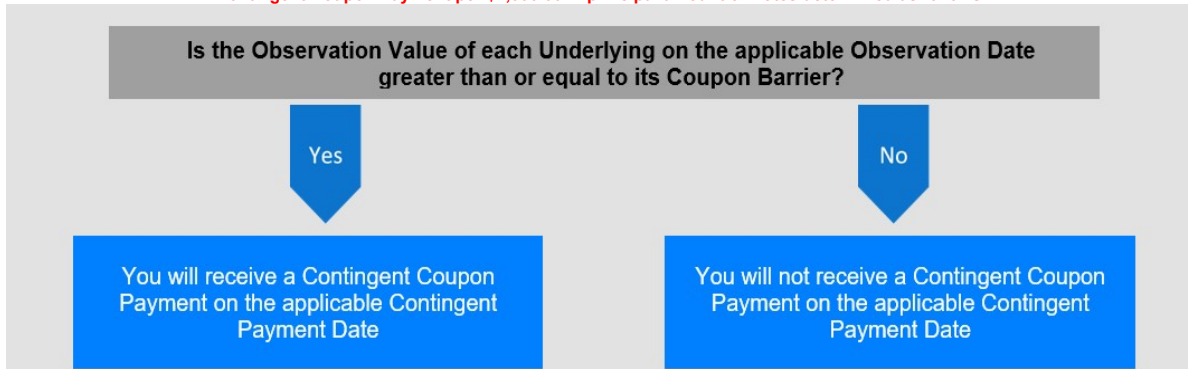 Is the Observation Value of each Underlying on the applicable Observation Date
greater than or equal to its Coupon Barrier?
Yes
No
You will receive a Contingent Coupon
Payment on the applicable Contingent
Payment Date
You will not receive a Contingent Coupon
Payment on the applicable Contingent
Payment Date